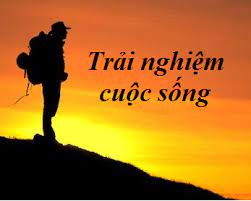 Trải nghiệm
cuộc sống